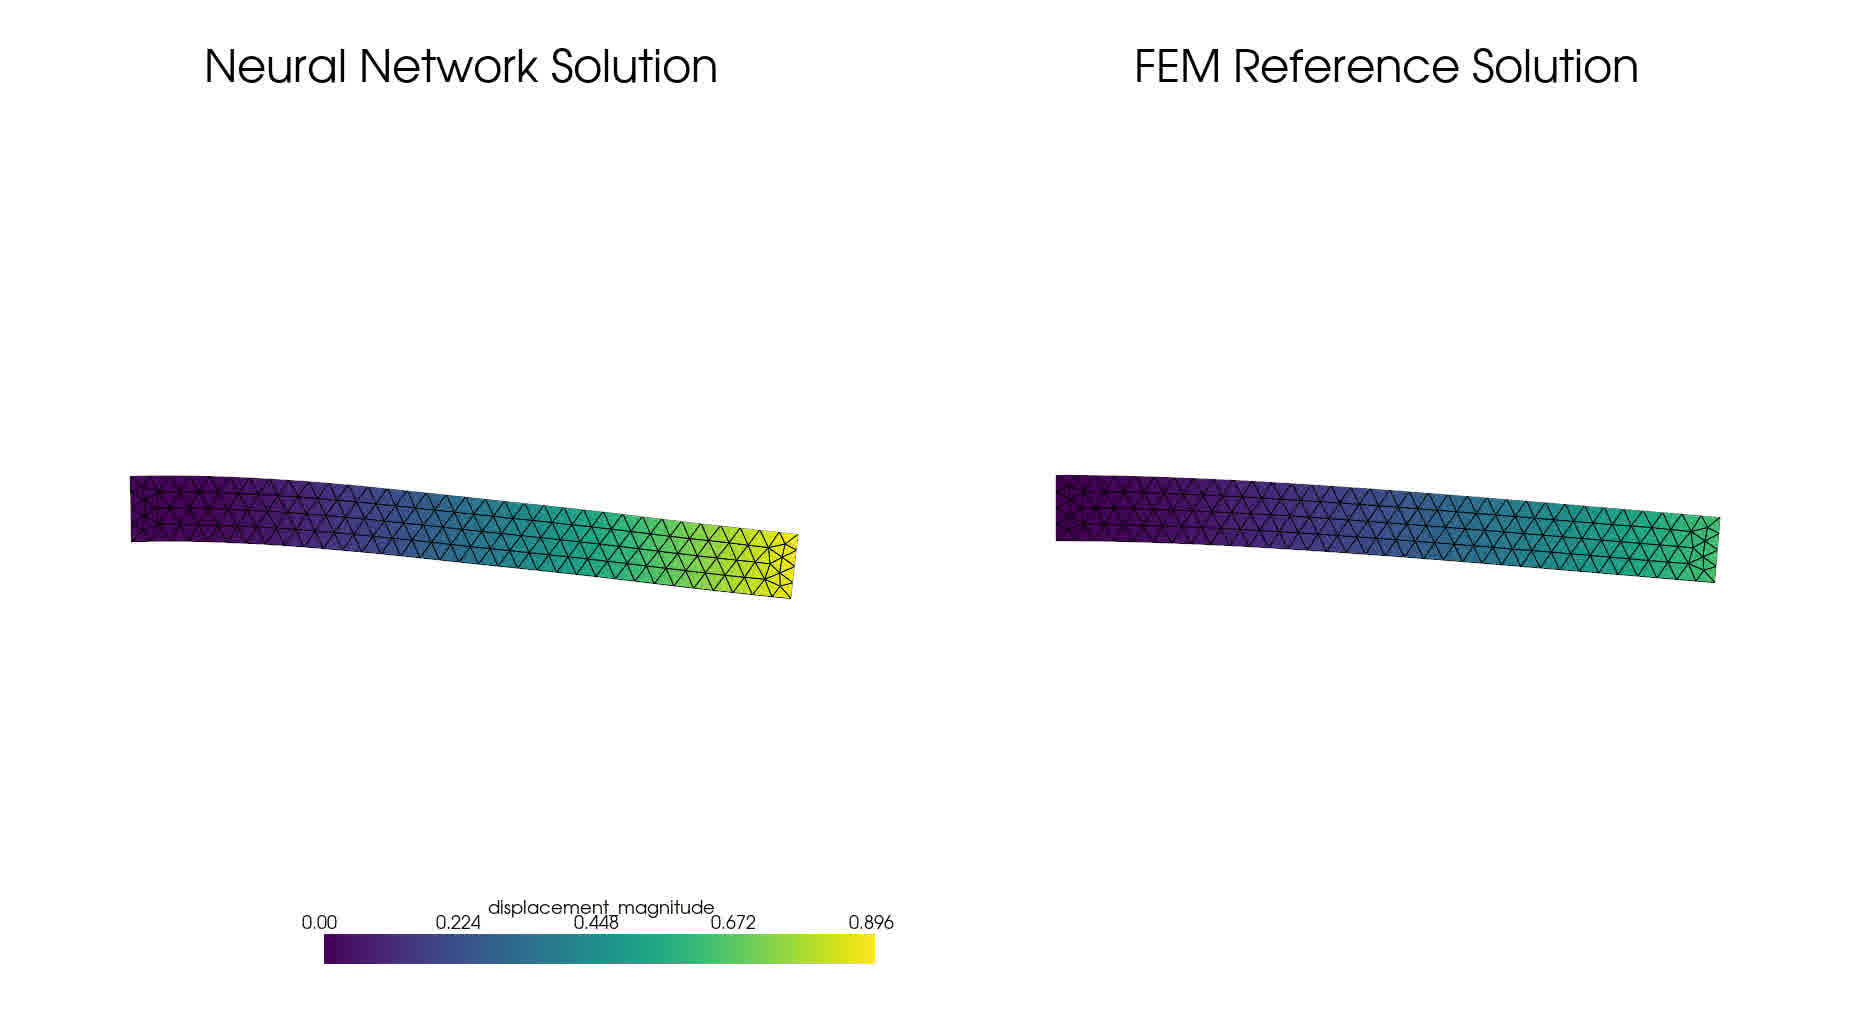 Neural Network Solution
FEM Reference Solution
displacement_magnitude
0.00 0.224 0.448 0.672 0.896